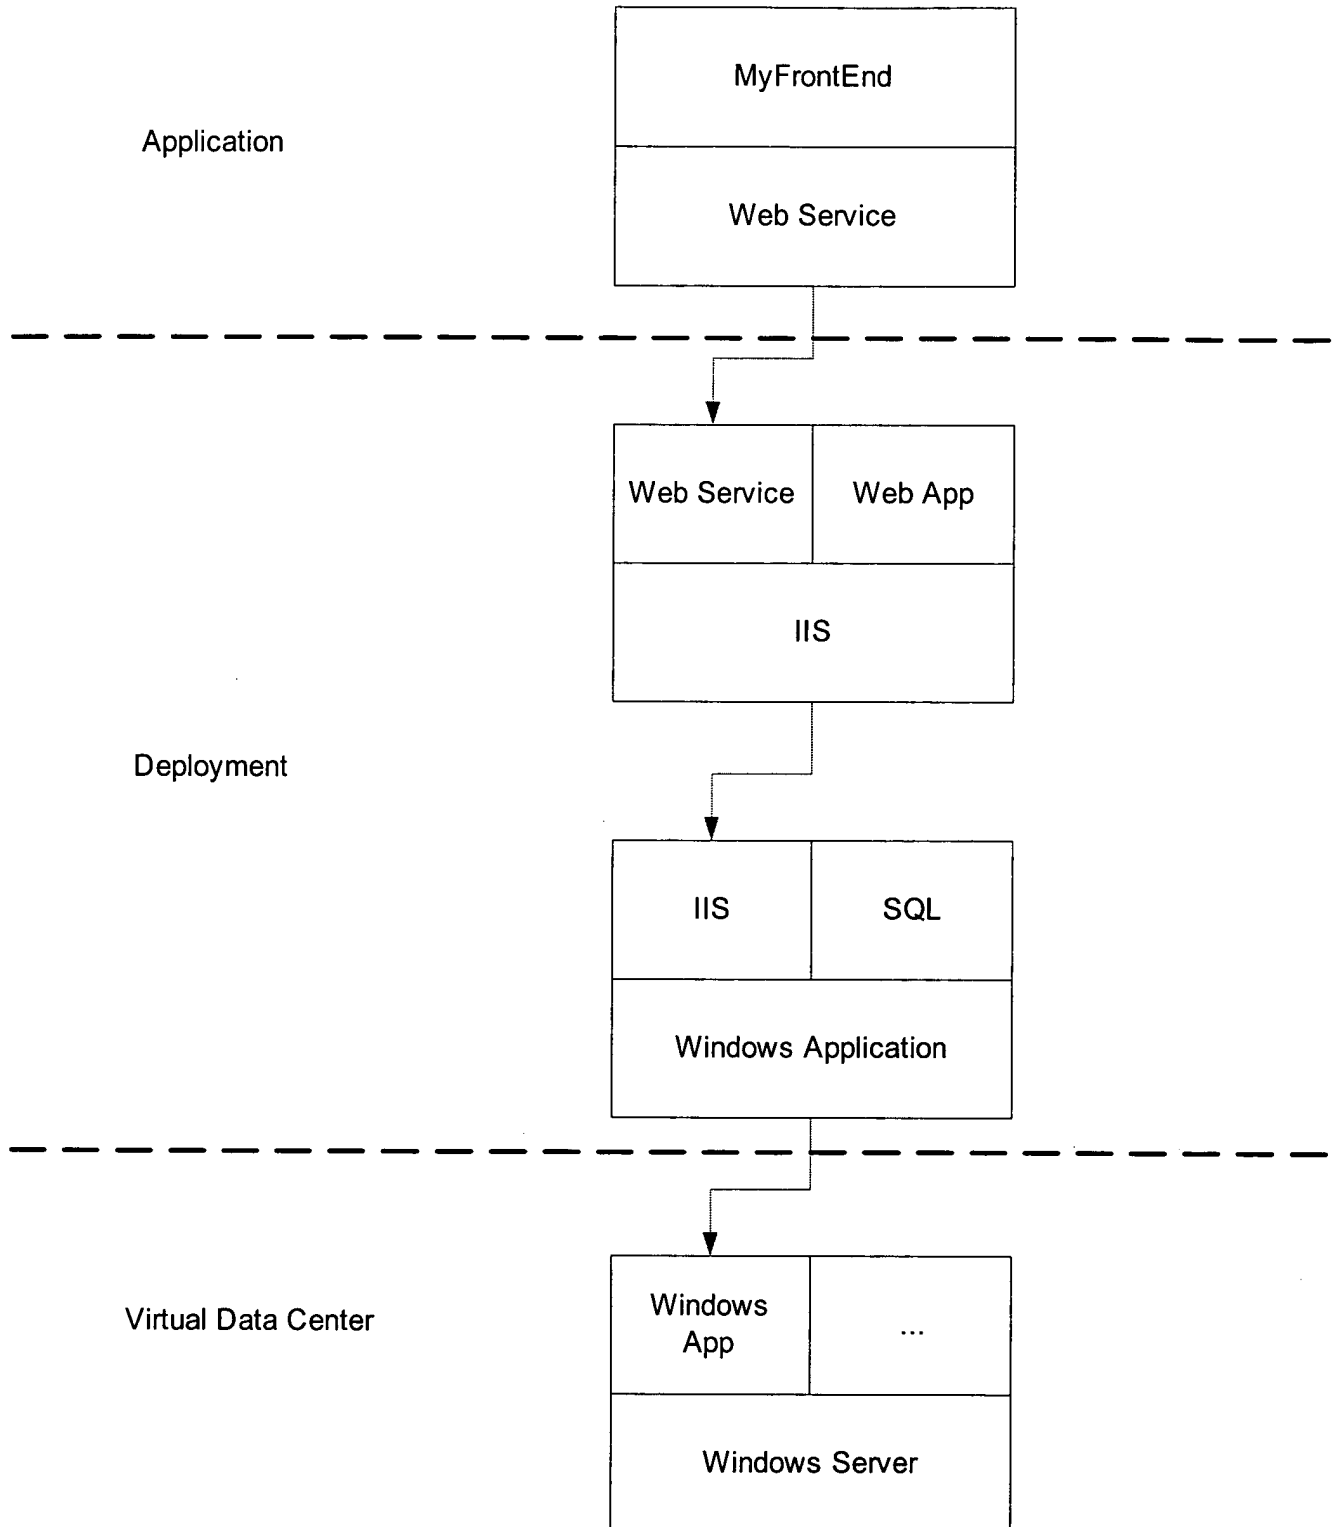 MyFrontEnd
Application
Web Service
Web Service
Web App
IIS
Deployment
IIS
SQL
Windows Application
Virtual Data Center
Windows
App
...
Windows Server